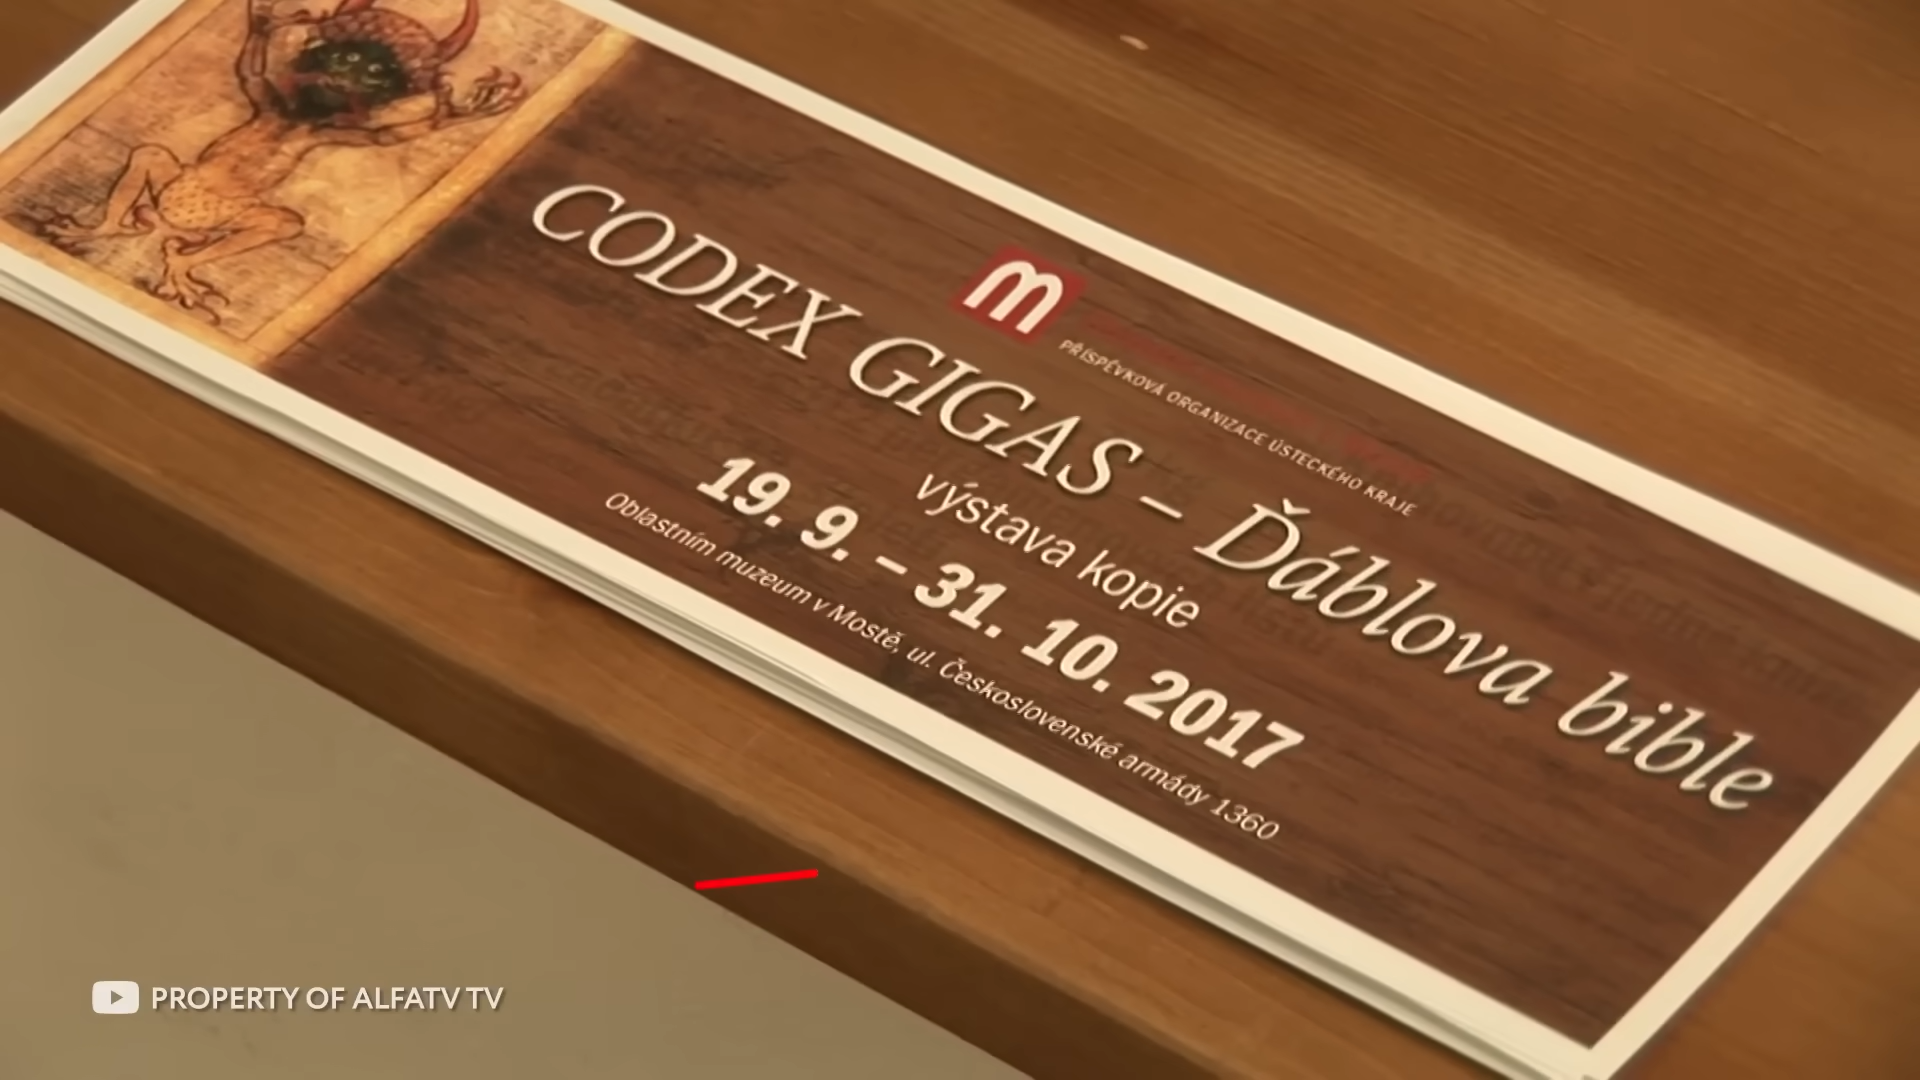 m
PŘÍSPĚVKOVÁ ORGANIZACE ÚSTECKÉHO KRAJE
CODEX GIGAS – Ďáblova bible
výstava kopie
19. 9. – 31. 10. 2017
Oblastním muzeum v Mostě, ul. Československé armády 1360
PROPERTY OF ALFATV TV